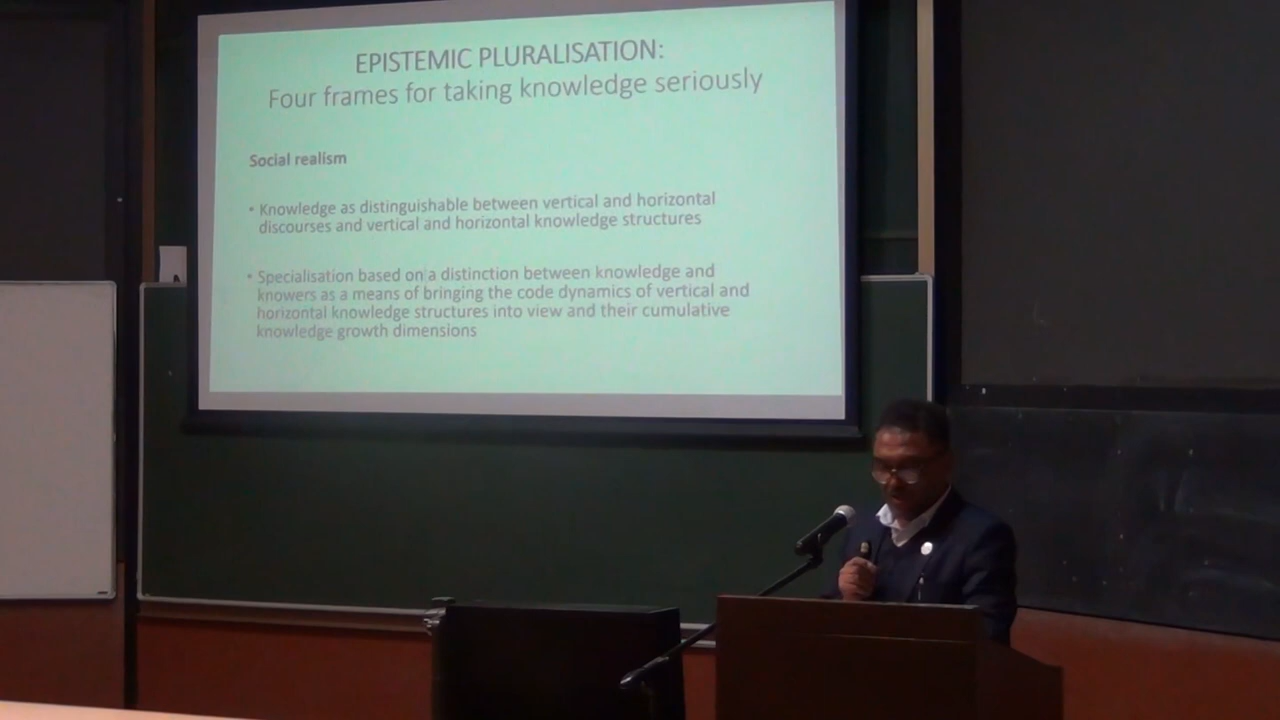 EPISTEMIC PLURALISATION:
Four frames for taking knowledge seriously
Social realism
• Knowledge as distinguishable between vertical and horizontal
discourses and vertical and horizontal knowledge structures
• Specialisation based on a distinction between knowledge and
knowers as a means of bringing the code dynamics of vertical and
horizontal knowledge structures into view and their cumulative
knowledge growth dimensions